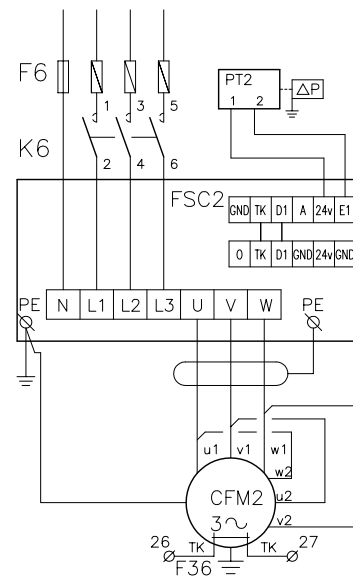 F6
PT2
ΔP
1 2
1 3 5
K6
2 4 6
FSC2
GND TK D1 A 24v E1
O TK D1 GND 24v GND
PE N L1 L2 L3 U V W PE
u1 v1 w1
w2
CFM2
u2
3
v2
26 TK TK 27
F36